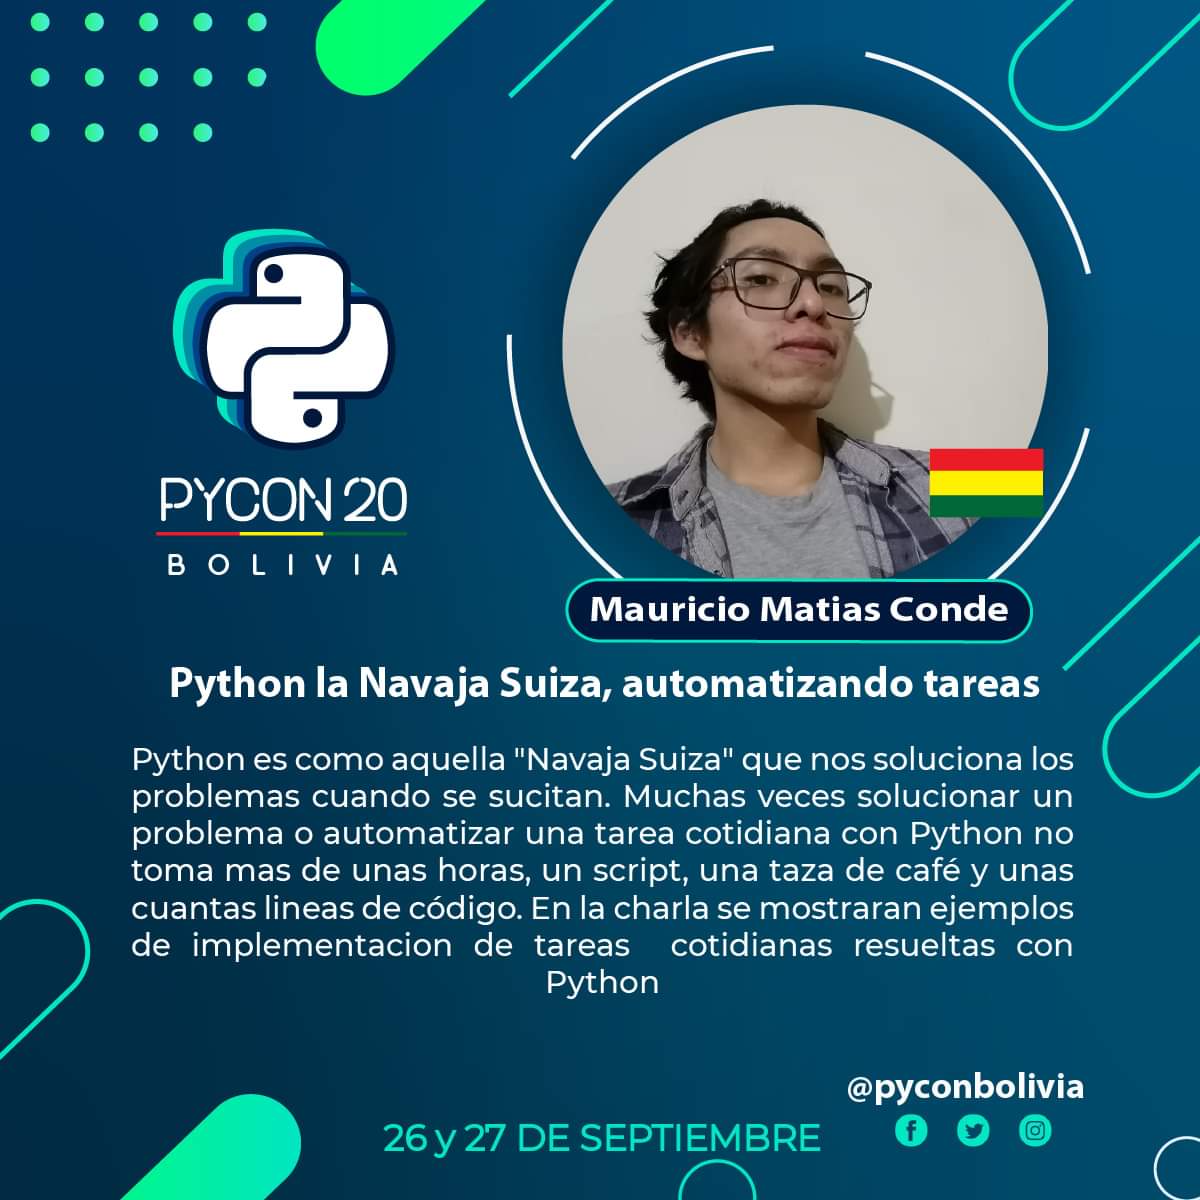 PYCON 20
BOLIVIA
Mauricio Matias Conde
Python la Navaja Suiza, automatizando tareas
Python es como aquella "Navaja Suiza" que nos soluciona los
problemas cuando se sucitan. Muchas veces solucionar un
problema o automatizar una tarea cotidiana con Python no
toma mas de unas horas, un script, una taza de café y unas
cuantas lineas de código. En la charla se mostraran ejemplos
de implementacion de tareas cotidianas resueltas con
Python
@pyconbolivia
26 y 27 DE SEPTIEMBRE